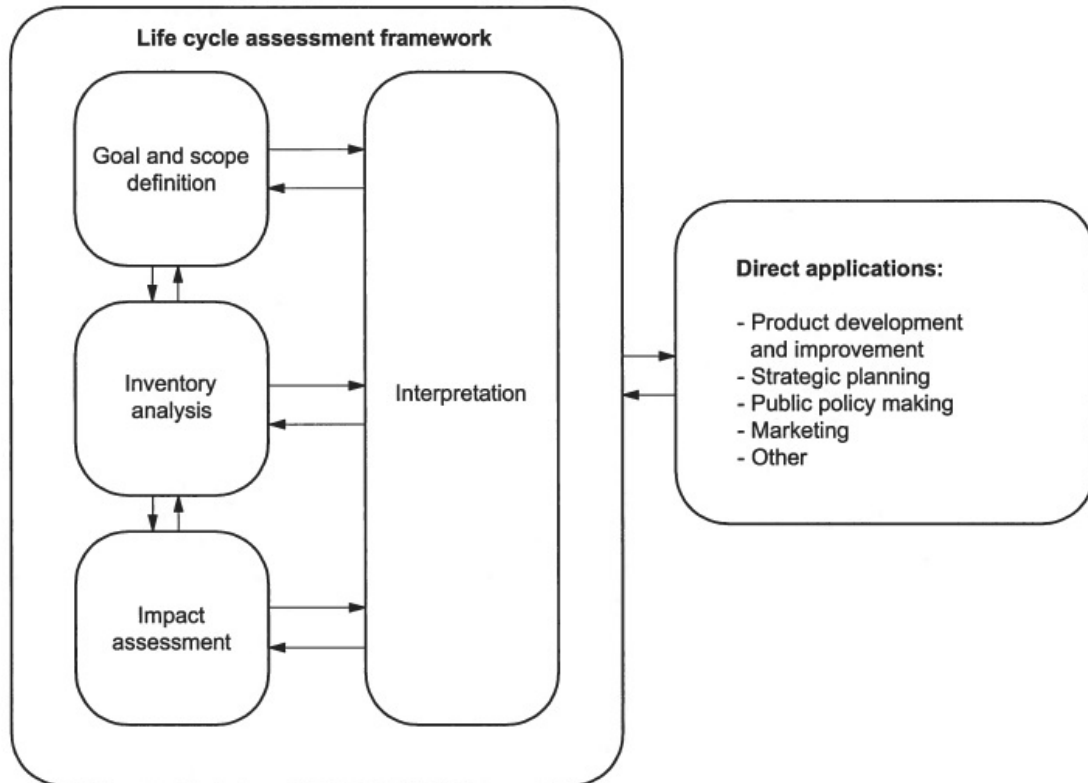 Life cycle assessment framework
Goal and scope
definition
Inventory
analysis
Impact
assessment
Interpretation
Direct applications:
- Product development
and improvement
- Strategic planning
- Public policy making
- Marketing
- Other